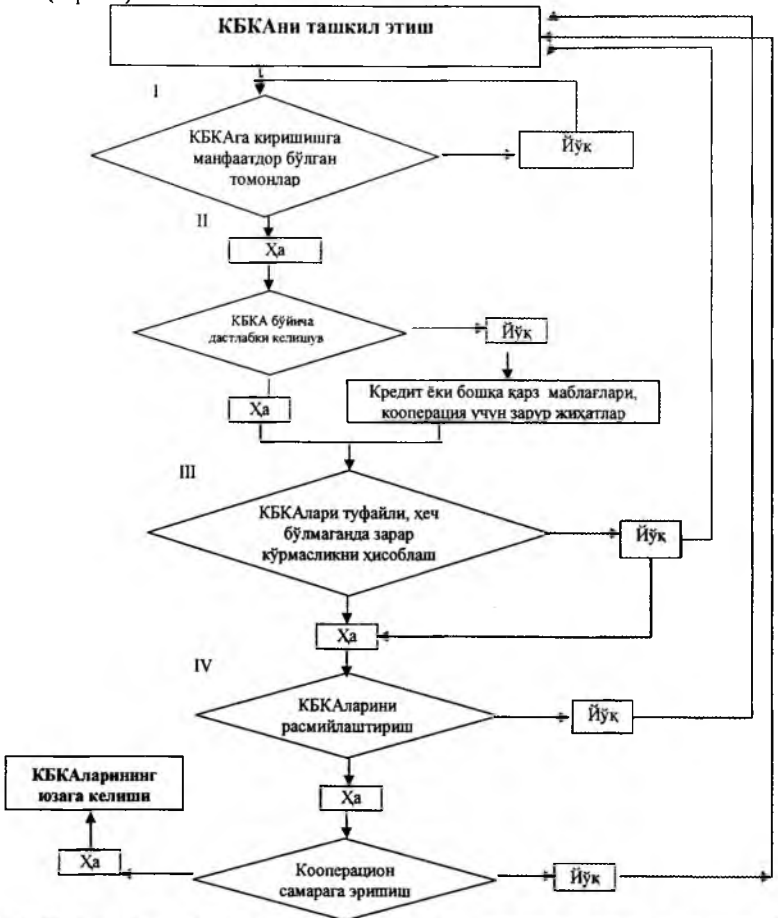 КБКАни ташкил этиш
I
КБКАга киришишга
манфаатдор бўлган
томонлар
Йўқ
II
Ҳа
КБКА бўйича
дастлабки келишув
Йўқ
Ҳа
Кредит ёки бошқа қарз маблағлари,
кооперация учун зарур жиҳатлар
III
КБКАлари туфайли, ҳеч
бўлмаганда зарар
кўрмасликни ҳисоблаш
Йўқ
Ҳа
IV
КБКАларини
расмийлаштириш
Йўқ
КБКАларининг
юзага келиши
Ҳа
Ҳа
Кооперацион
самарага эришиш
Йўқ